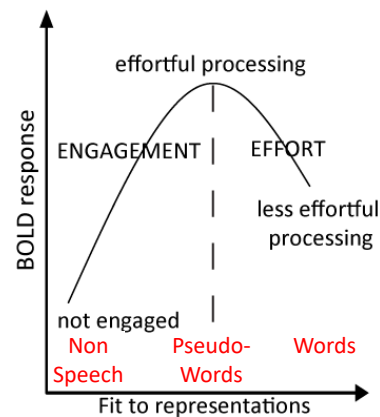 effortful processing
ENGAGEMENT EFFORT
BOLD response
less effortful
processing
not engaged
Non Pseudo- Words
Speech Words
Fit to representations